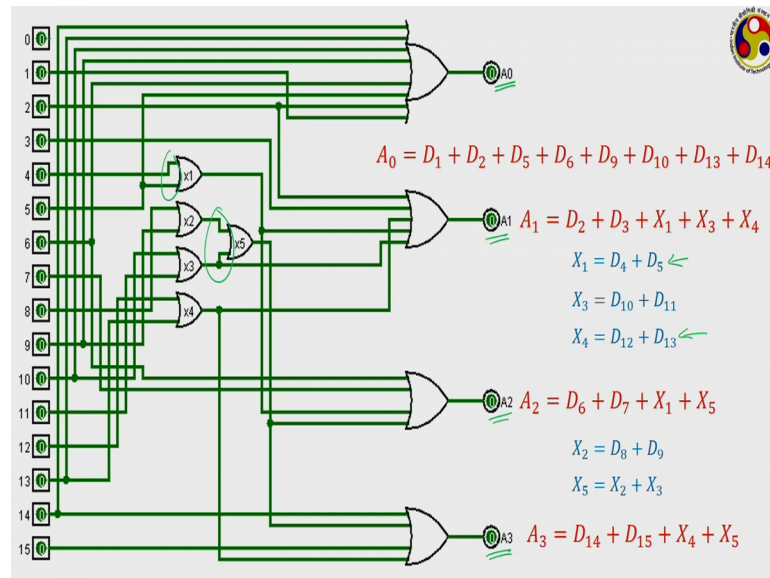 0
1
2
3
4
5
6
7
8
9
10
11
12
13
14
15
x1
x2
x3
x4
x5
A0
A₀ = D₁ + D₂ + D₅ + D₆ + D₉ + D₁₀ + D₁₃ + D₁₄
A1 A₁ = D₂ + D₃ + X₁ + X₃ + X₄
X₁ = D₄ + D₅
X₃ = D₁₀ + D₁₁
X₄ = D₁₂ + D₁₃
A2 A₂ = D₆ + D₇ + X₁ + X₅
X₂ = D₈ + D₉
X₅ = X₂ + X₃
A3 A₃ = D₁₄ + D₁₅ + X₄ + X₅